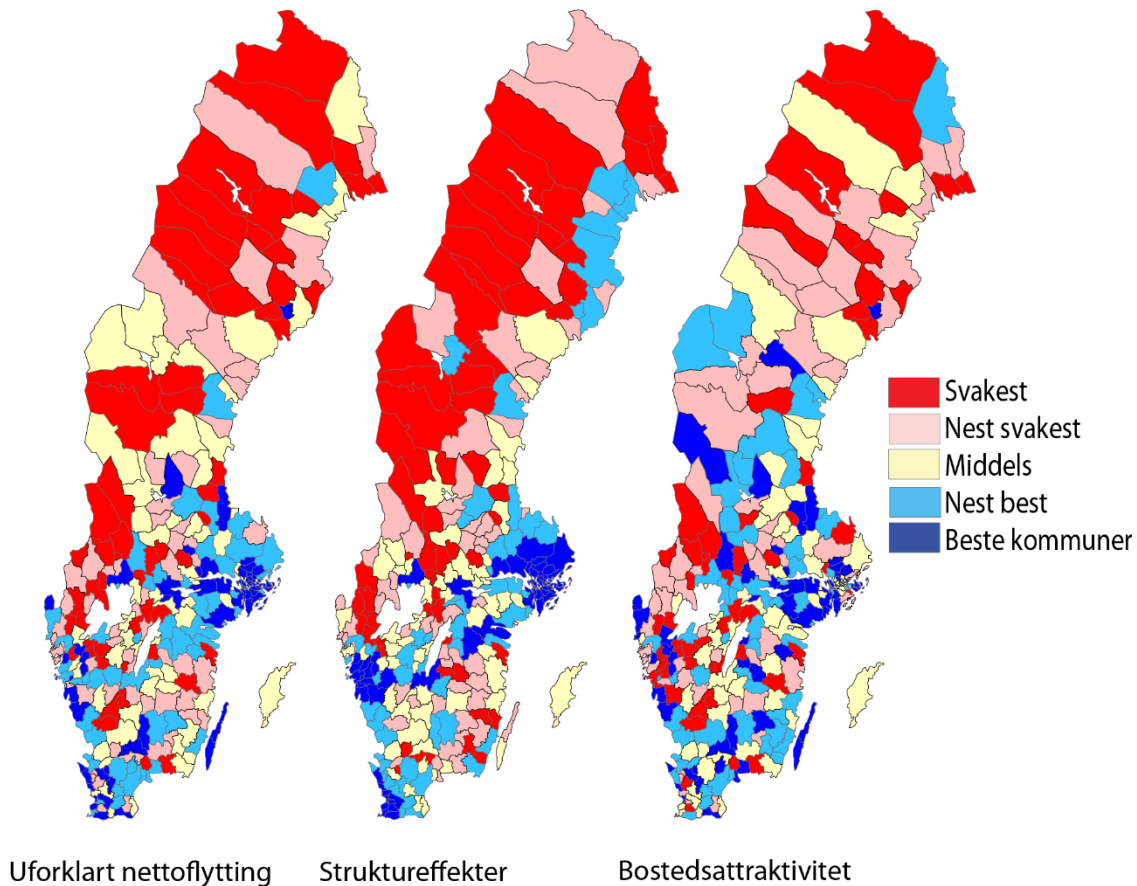 Svakest
Nest svakest
Middels
Nest best
Beste kommuner
Uforklart nettoflytting
Struktureffekter
Bostedsattraktivitet